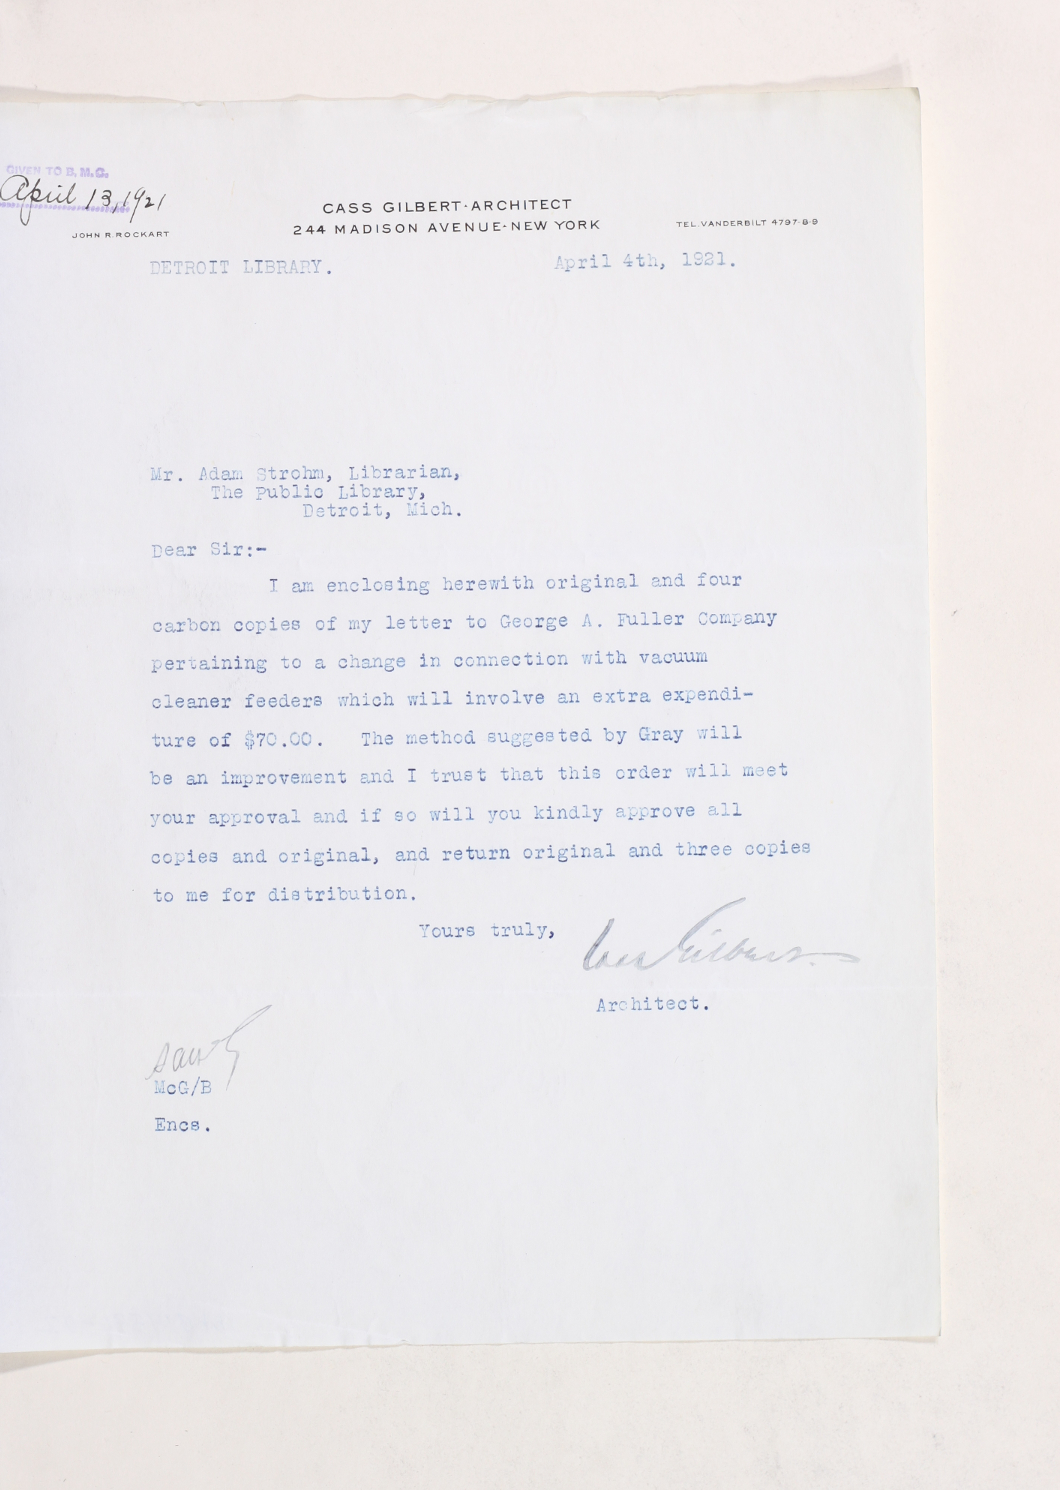 GIVEN TO B. M. C.
April 13, 1921
CASS GILBERT·ARCHITECT
244 MADISON AVENUE·NEW YORK
JOHN R. ROCKART
TEL. VANDERBILT 4797-8-9
DETROIT LIBRARY.
April 4th, 1921.
Mr. Adam Strohm, Librarian,
The Public Library,
Detroit, Mich.
Dear Sir:-
I am enclosing herewith original and four
carbon copies of my letter to George A. Fuller Company
pertaining to a change in connection with vacuum
cleaner feeders which will involve an extra expendi-
ture of $70.00. The method suggested by Gray will
be an improvement and I trust that this order will meet
your approval and if so will you kindly approve all
copies and original, and return original and three copies
to me for distribution.
Yours truly,
Cass Gilbert
Architect.
McG/B
Encs.